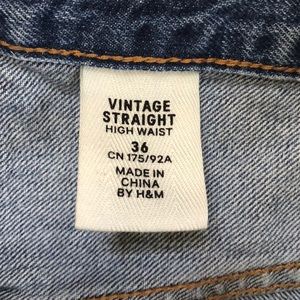 VINTAGE
STRAIGHT
HIGH WAIST
36
CN 175/92A
MADE IN
CHINA
BY H&M